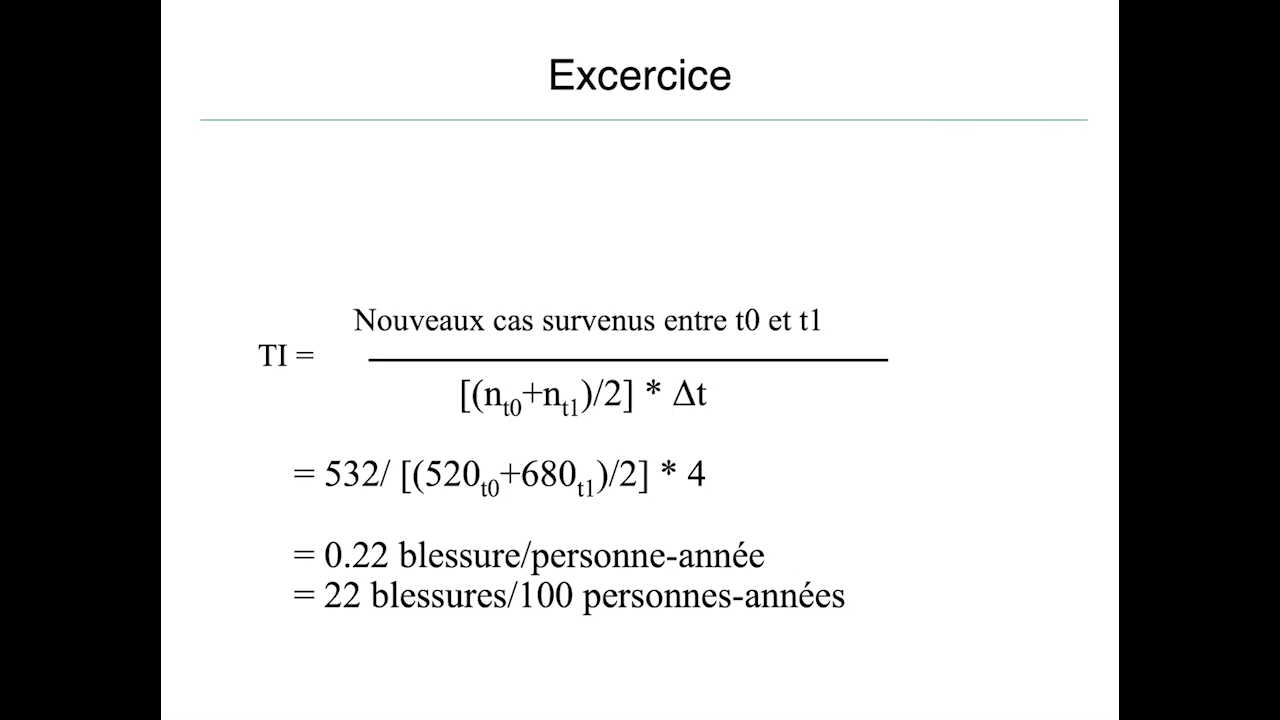 Excercice
Nouveaux cas survenus entre t0 et t1
TI =
[(nt0+nt1)/2] * Δt
= 532/ [(520t0+680t1)/2] * 4
= 0.22 blessure/personne-année
= 22 blessures/100 personnes-années